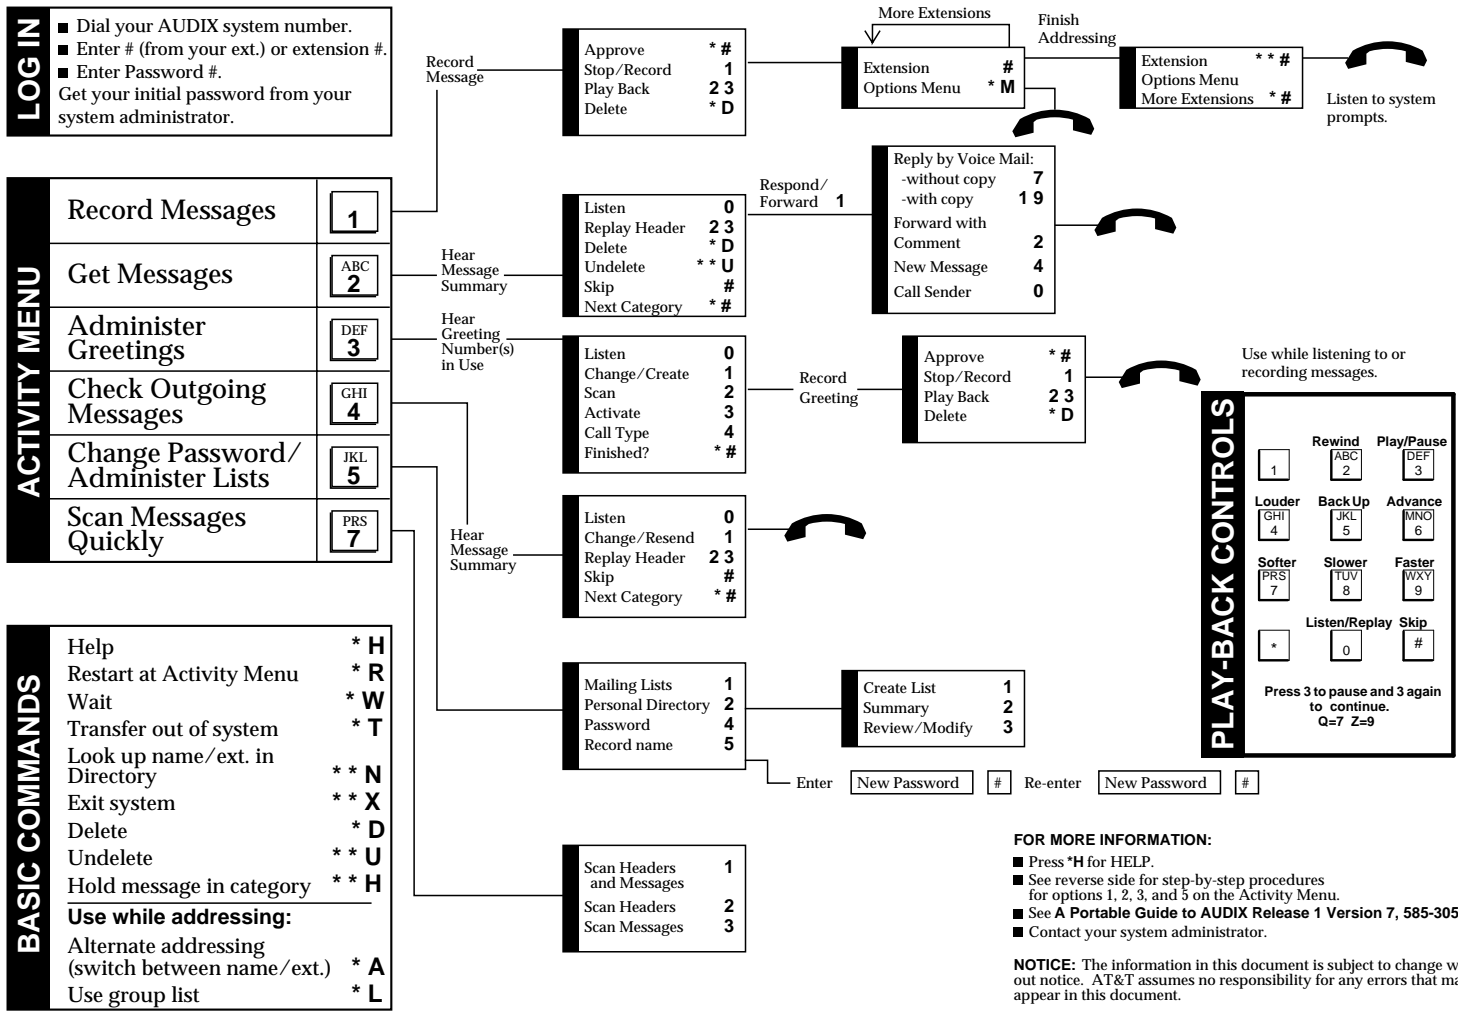 LOG IN
Dial your AUDIX system number.
Enter # (from your ext.) or extension #.
Enter Password #.
Get your initial password from your
system administrator.
ACTIVITY MENU
Record Messages 1
Get Messages ABC 2
Administer
Greetings DEF 3
Check Outgoing
Messages GHI 4
Change Password/
Administer Lists JKL 5
Scan Messages
Quickly PRS 7
BASIC COMMANDS
Help * H
Restart at Activity Menu * R
Wait * W
Transfer out of system * T
Look up name/ext. in
Directory * * N
Exit system * * X
Delete * D
Undelete * * U
Hold message in category * * H
Use while addressing:
Alternate addressing
(switch between name/ext.) * A
Use group list * L
Record
Message
Approve * #
Stop/Record 1
Play Back 2 3
Delete * D
More Extensions
Extension #
Options Menu * M
Finish
Addressing
Extension * * #
Options Menu
More Extensions * #
Listen to system
prompts.
Hear
Message
Summary
Listen 0
Replay Header 2 3
Delete * D
Undelete * * U
Skip #
Next Category * #
Respond/
Forward 1
Reply by Voice Mail:
-without copy 7
-with copy 1 9
Forward with
Comment 2
New Message 4
Call Sender 0
Hear
Greeting
Number(s)
in Use
Listen 0
Change/Create 1
Scan 2
Activate 3
Call Type 4
Finished? * #
Record
Greeting
Approve * #
Stop/Record 1
Play Back 2 3
Delete * D
Hear
Message
Summary
Listen 0
Change/Resend 1
Replay Header 2 3
Skip #
Next Category * #
Mailing Lists 1
Personal Directory 2
Password 4
Record name 5
Create List 1
Summary 2
Review/Modify 3
Enter New Password # Re-enter New Password #
Scan Headers 1
and Messages
Scan Headers 2
Scan Messages 3
Use while listening to or
recording messages.
PLAY-BACK CONTROLS
Rewind Play/Pause
ABC DEF
1 2 3
Louder Back Up Advance
GHI JKL MNO
4 5 6
Softer Slower Faster
PRS TUV WXY
7 8 9
Listen/Replay Skip
* 0 #
Press 3 to pause and 3 again
to continue.
Q=7 Z=9
FOR MORE INFORMATION:
Press *H for HELP.
See reverse side for step-by-step procedures
for options 1, 2, 3, and 5 on the Activity Menu.
See A Portable Guide to AUDIX Release 1 Version 7, 585-305
Contact your system administrator.
NOTICE: The information in this document is subject to change w
out notice. AT&T assumes no responsibility for any errors that ma
appear in this document.